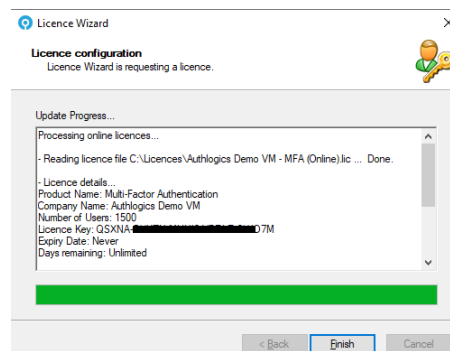 Licence Wizard
Licence configuration
Licence Wizard is requesting a licence.
Update Progress...
Processing online licences...
- Reading licence file C:\Licences\Authlogics Demo VM - MFA (Online).lic ... Done.
- Licence details...
Product Name: Multi-Factor Authentication
Company Name: Authlogics Demo VM
Number of Users: 1500
Licence Key: QSXNA- D7M
Expiry Date: Never
Days remaining: Unlimited
< Back Finish Cancel